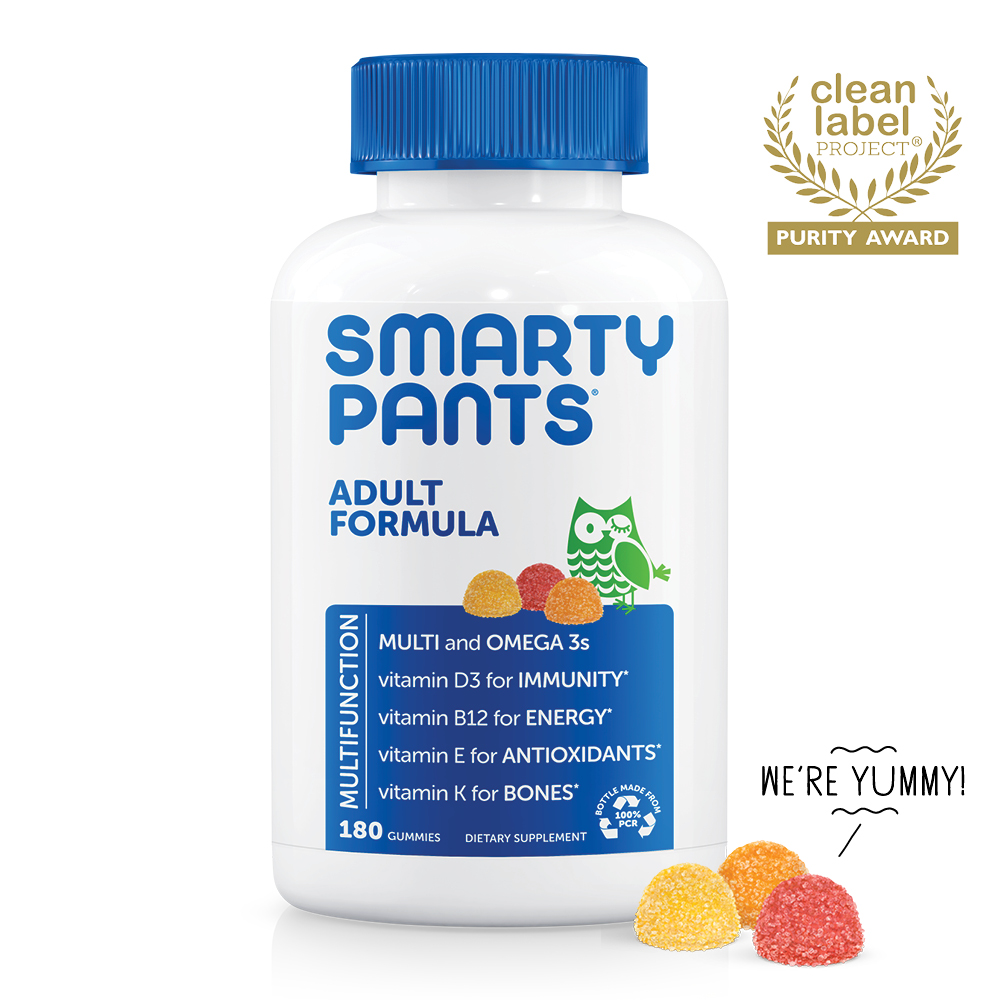 clean
label
PROJECT®
PURITY AWARD
SMARTY
PANTS®
ADULT
FORMULA
MULTIFUNCTION
MULTI and OMEGA 3s
vitamin D3 for IMMUNITY*
vitamin B12 for ENERGY*
vitamin E for ANTIOXIDANTS*
vitamin K for BONES*
180 GUMMIES
DIETARY SUPPLEMENT
BOTTLE MADE FROM
100%
PCR
WE'RE YUMMY!